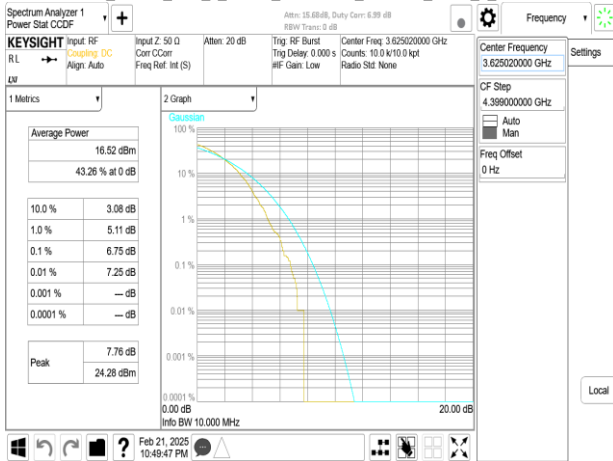 Spectrum Analyzer 1
Power Stat CCDF
Attn: 15.68dB, Duty Corr: 6.99 dB
RBW Trans: 0 dB
Frequency
KEYSIGHT
RL
Input: RF
Coupling: DC
Align: Auto
Input Z: 50 Ω
Corr CCorr
Freq Ref: Int (S)
Atten: 20 dB
Trig: RF Burst
Trig Delay: 0.000 s
#IF Gain: Low
Center Freq: 3.625020000 GHz
Counts: 10.0 k/10.0 kpt
Radio Std: None
Center Frequency
3.625020000 GHz
Settings
CF Step
4.399000000 GHz
Auto
Man
Freq Offset
0 Hz
Local
1 Metrics
Average Power
16.52 dBm
43.26 % at 0 dB
10.0 % 3.08 dB
1.0 % 5.11 dB
0.1 % 6.75 dB
0.01 % 7.25 dB
0.001 % --- dB
0.0001 % --- dB
Peak
7.76 dB
24.28 dBm
2 Graph
Gaussian
100 %
10 %
1 %
0.1 %
0.01 %
0.001 %
0.0001 %
0.00 dB
20.00 dB
Info BW 10.000 MHz
?
Feb 21, 2025
10:49:47 PM